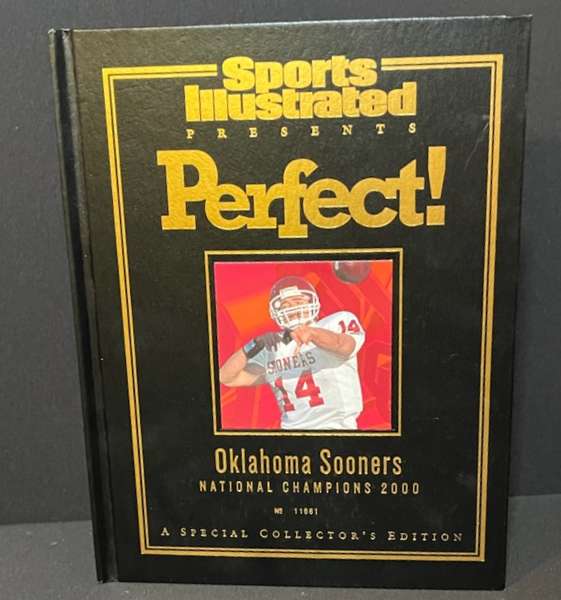 Sports
Illustrated
PRESENTS
Perfect!
14
SOONERS
14
Oklahoma Sooners
NATIONAL CHAMPIONS 2000
Nº 11661
A SPECIAL COLLECTOR'S EDITION